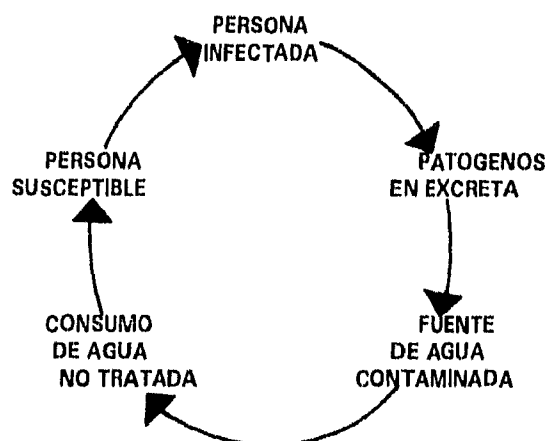 PERSONA
INFECTADA
PATOGENOS
EN EXCRETA
FUENTE
DE AGUA
CONTAMINADA
CONSUMO
DE AGUA
NO TRATADA
PERSONA
SUSCEPTIBLE